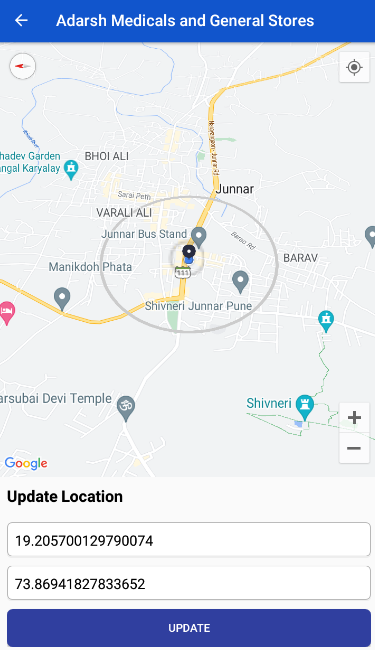 Adarsh Medicals and General Stores
hadev Garden
angal Karyalay
BHOI ALI
Sarai Peth
Junnar
VARALI ALI
Junnar Bus Stand
Baras Rd
BARAV
Manikdoh Phata
111
Shivneri Junnar Pune
arsubai Devi Temple
Shivneri
Google
Update Location
19.205700129790074
73.86941827833652
UPDATE